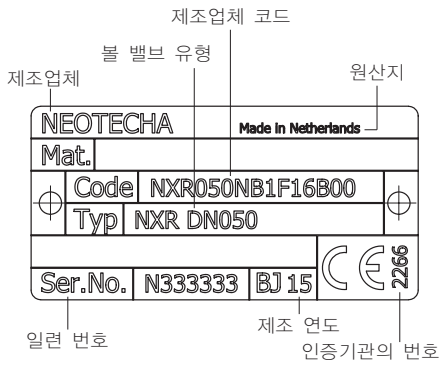 제조업체 코드
볼 밸브 유형
제조업체
원산지
NEOTECHA Made in Netherlands
Mat.
Code NXR050NB1F16B00
Typ NXR DN050
CE 2266
Ser.No. N333333 BJ 15
일련 번호
제조 연도
인증기관의 번호